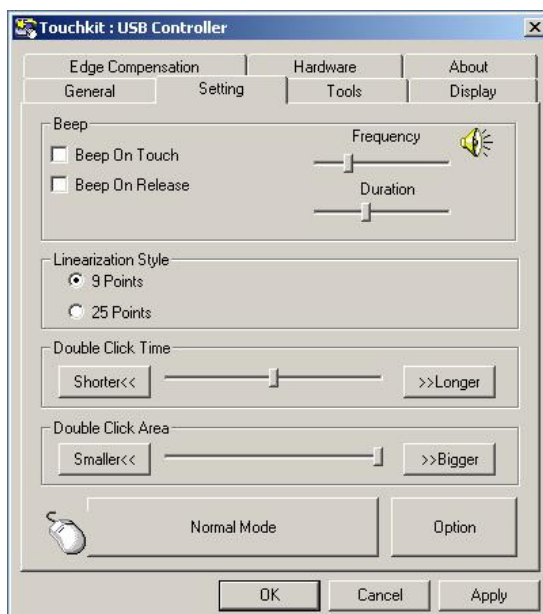 Touchkit : USB Controller
Edge Compensation Hardware About
General Setting Tools Display
Beep
Beep On Touch
Beep On Release
Frequency
Duration
Linearization Style
9 Points
25 Points
Double Click Time
Shorter<< >>Longer
Double Click Area
Smaller<< >>Bigger
Normal Mode Option
OK Cancel Apply